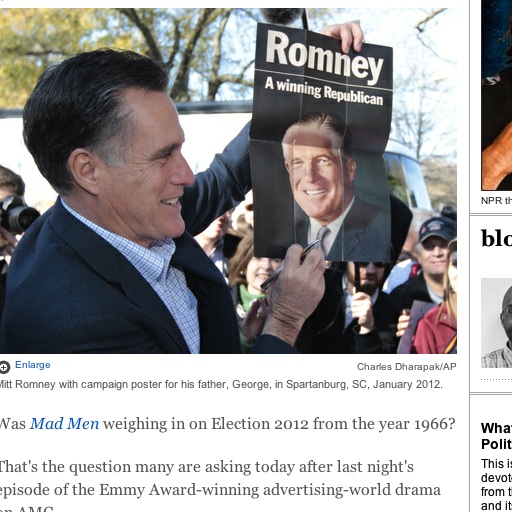 Romney
A winning Republican
Enlarge
Charles Dharapak/AP
Mitt Romney with campaign poster for his father, George, in Spartanburg, SC, January 2012.
Was Mad Men weighing in on Election 2012 from the year 1966?
That's the question many are asking today after last night's
episode of the Emmy Award-winning advertising-world drama
on AMC.
NPR th
blo
What
Polit
This i
devot
from t
and it